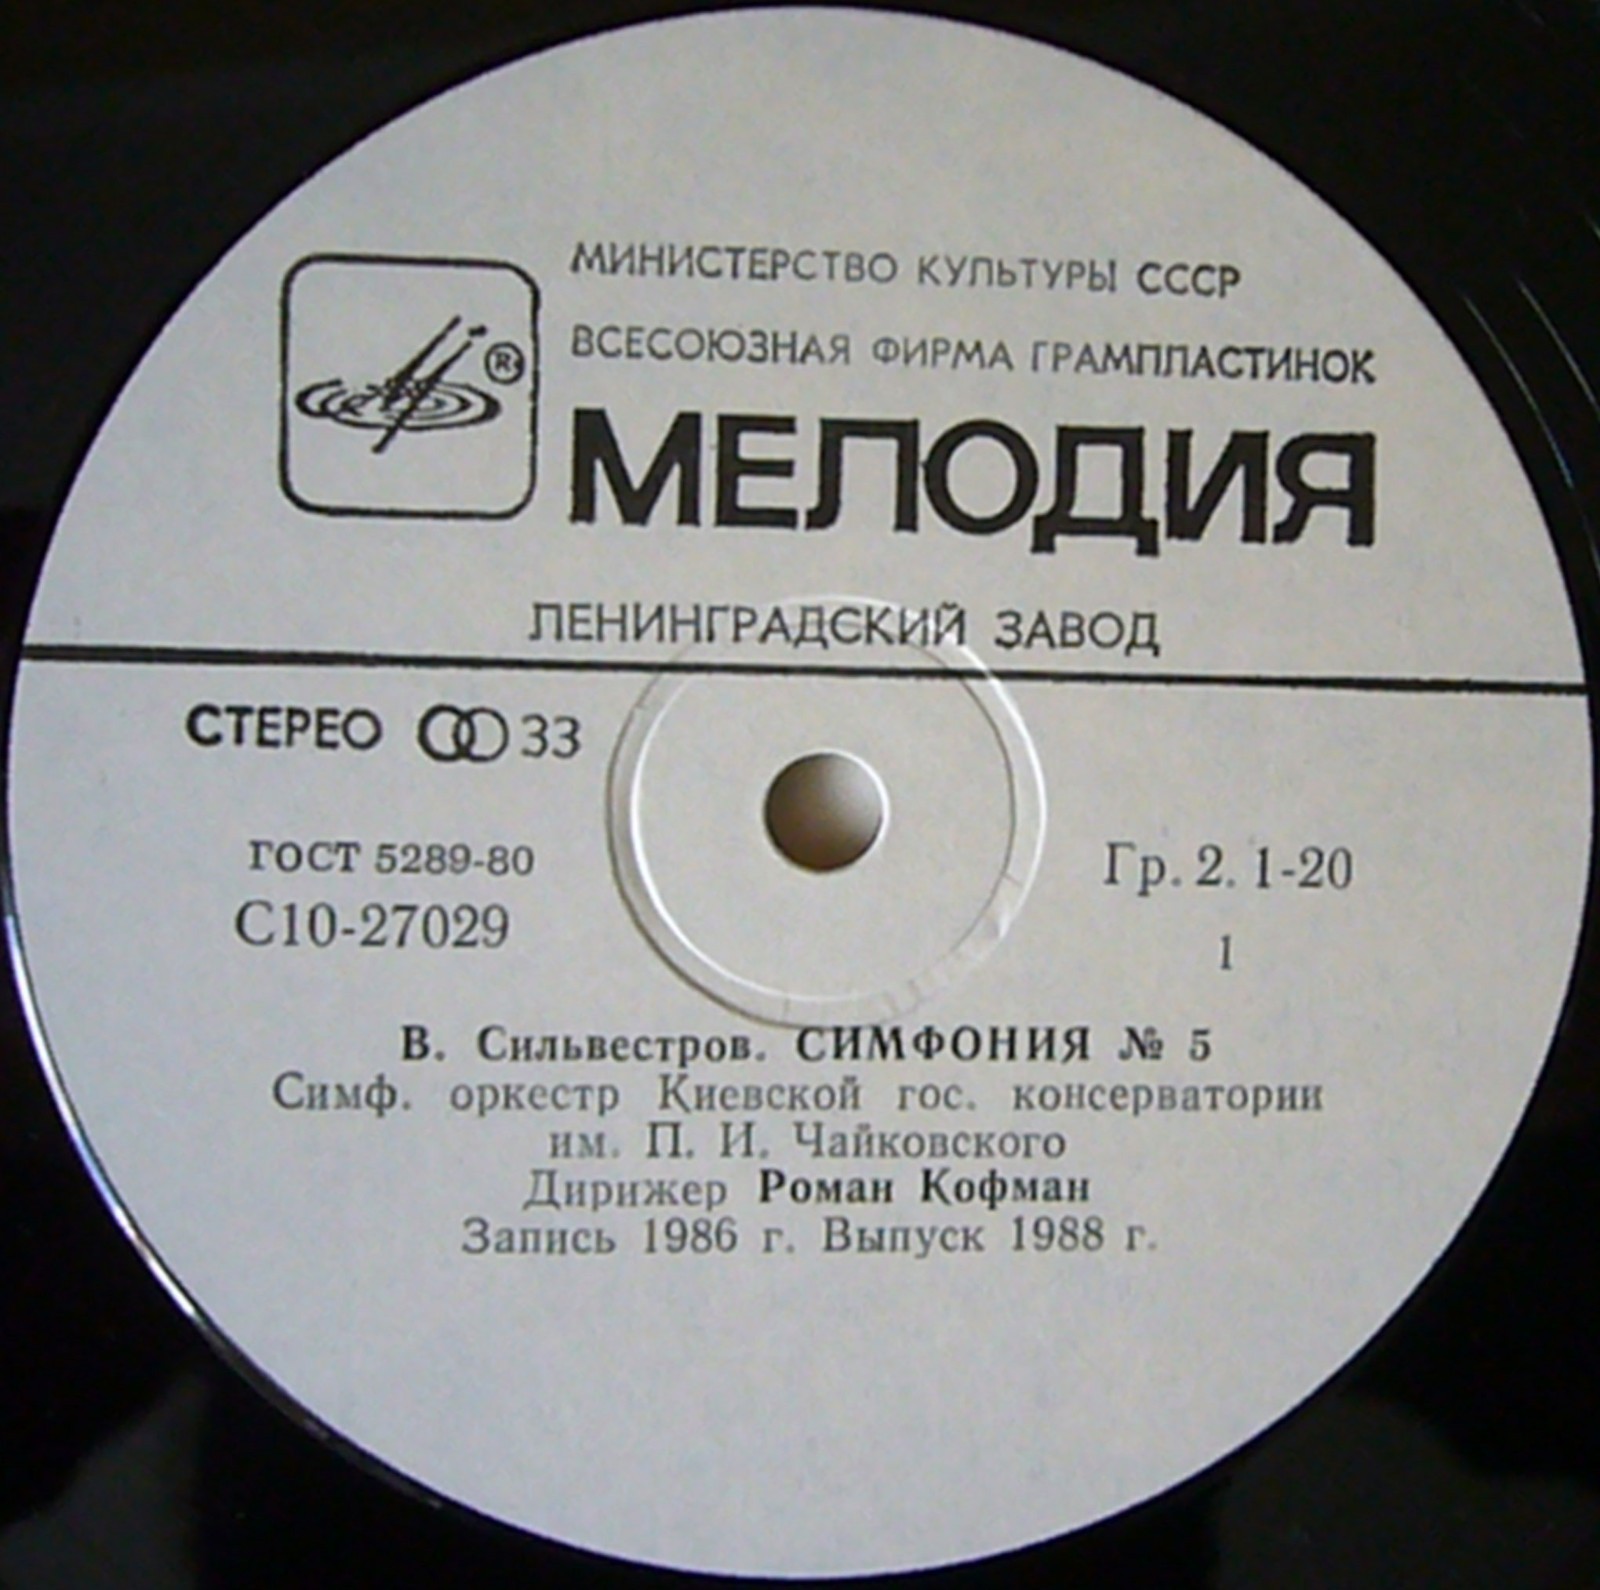 МИНИСТЕРСТВО КУЛЬТУРЫ СССР
ВСЕСОЮЗНАЯ ФИРМА ГРАМПЛАСТИНОК
®
МЕЛОДИЯ
ЛЕНИНГРАДСКИЙ ЗАВОД
СТЕРЕО 33
ГОСТ 5289-80
С10-27029
Гр. 2. 1-20
1
В. Сильвестров. СИМФОНИЯ № 5
Симф. оркестр Киевской гос. консерватории
им. П. И. Чайковского
Дирижер Роман Кофман
Запись 1986 г. Выпуск 1988 г.